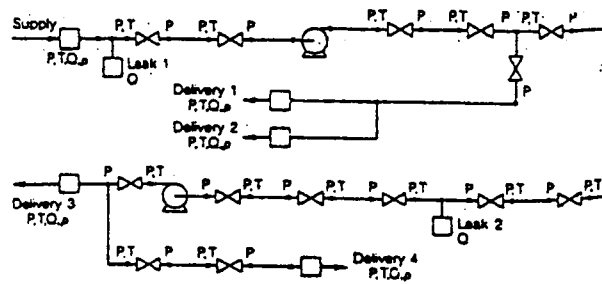 Supply P,T P P,T P P,T P P,T P P,T P
P,T,Q,ρ Leak 1
Q
P
Delivery 1
P,T,Q,ρ
Delivery 2
P,T,Q,ρ
P P,T P P,T P P,T P,T P P,T P P,T
Delivery 3
P,T,Q,ρ
Leak 2
Q
P,T P P,T P
Delivery 4
P,T,Q,ρ